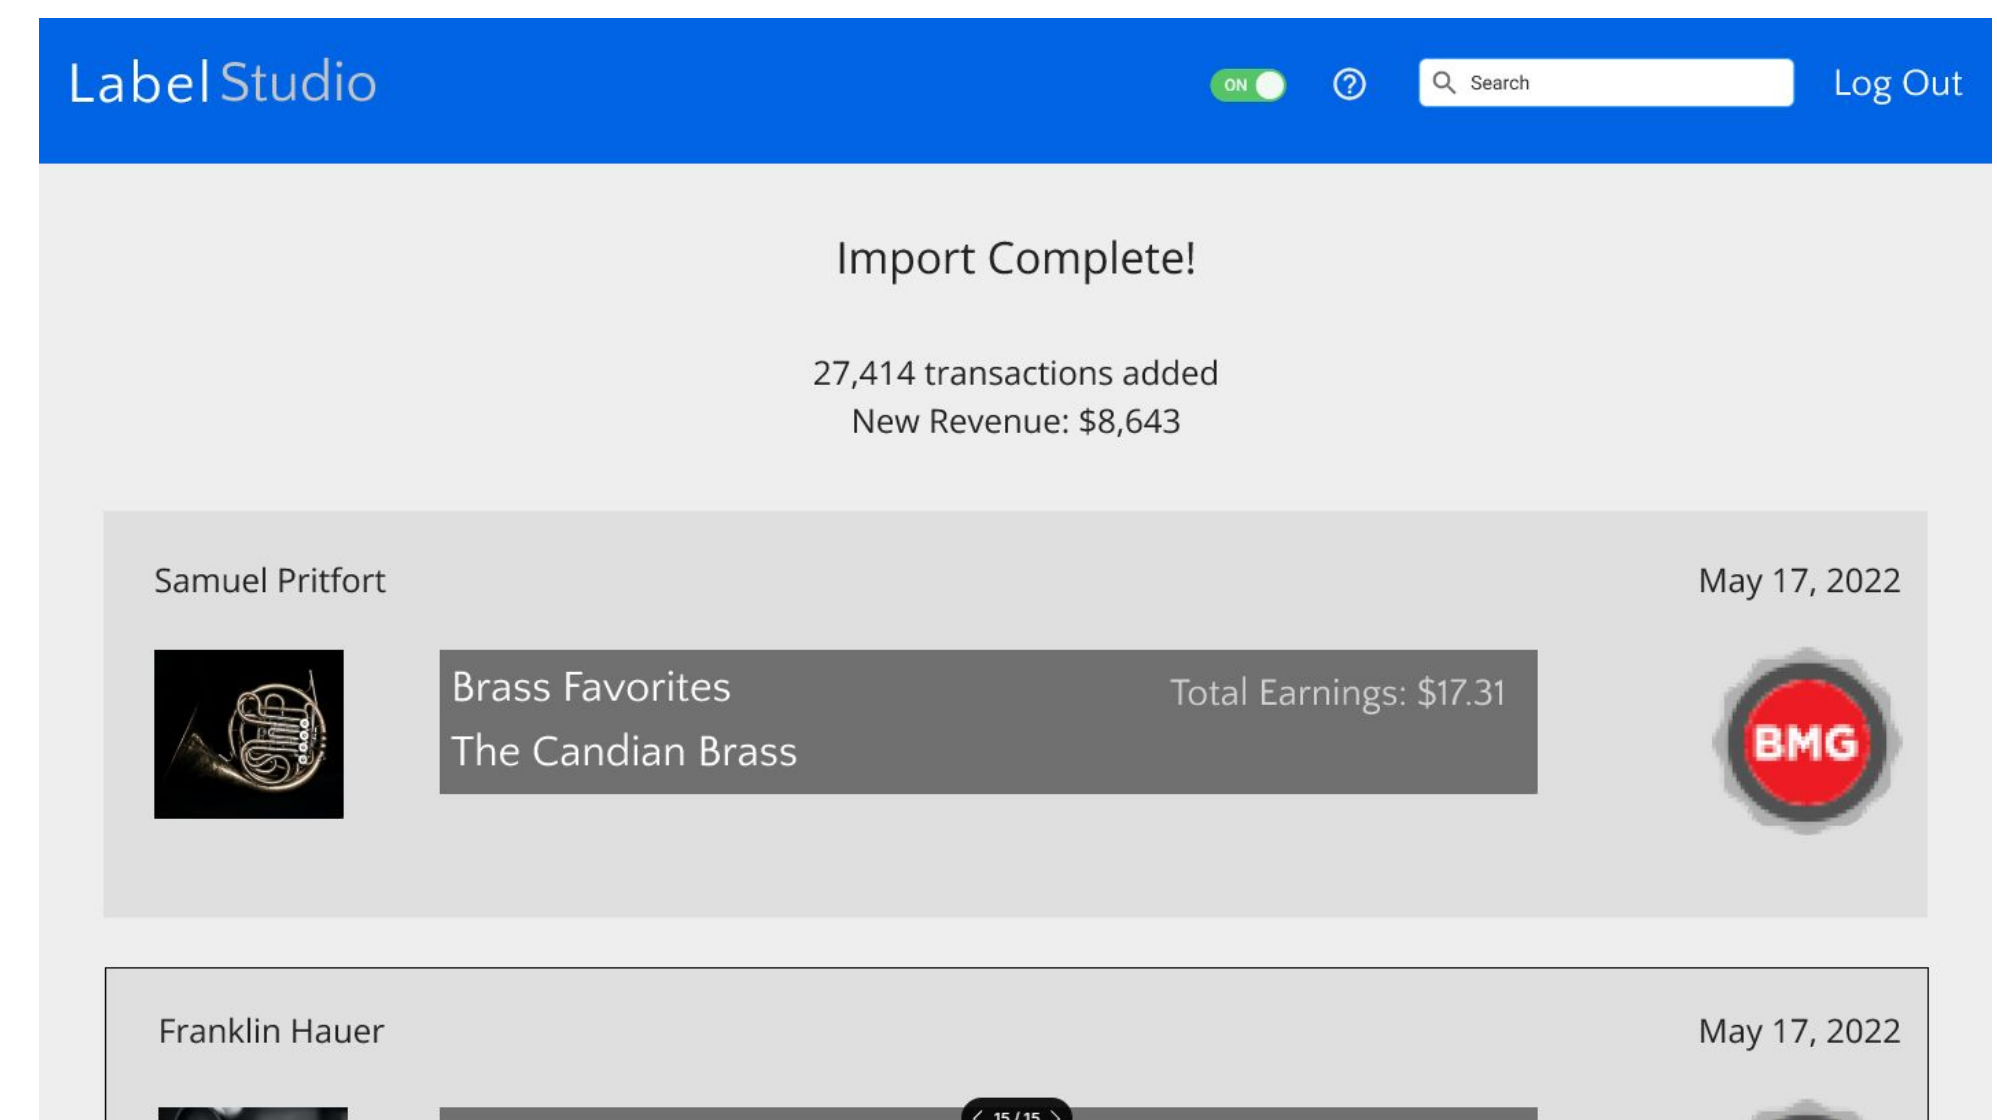 Label Studio
ON
?
Search
Log Out
Import Complete!
27,414 transactions added
New Revenue: $8,643
Samuel Pritfort
May 17, 2022
Brass Favorites
Total Earnings: $17.31
The Candian Brass
BMG
Franklin Hauer
May 17, 2022
15 / 15